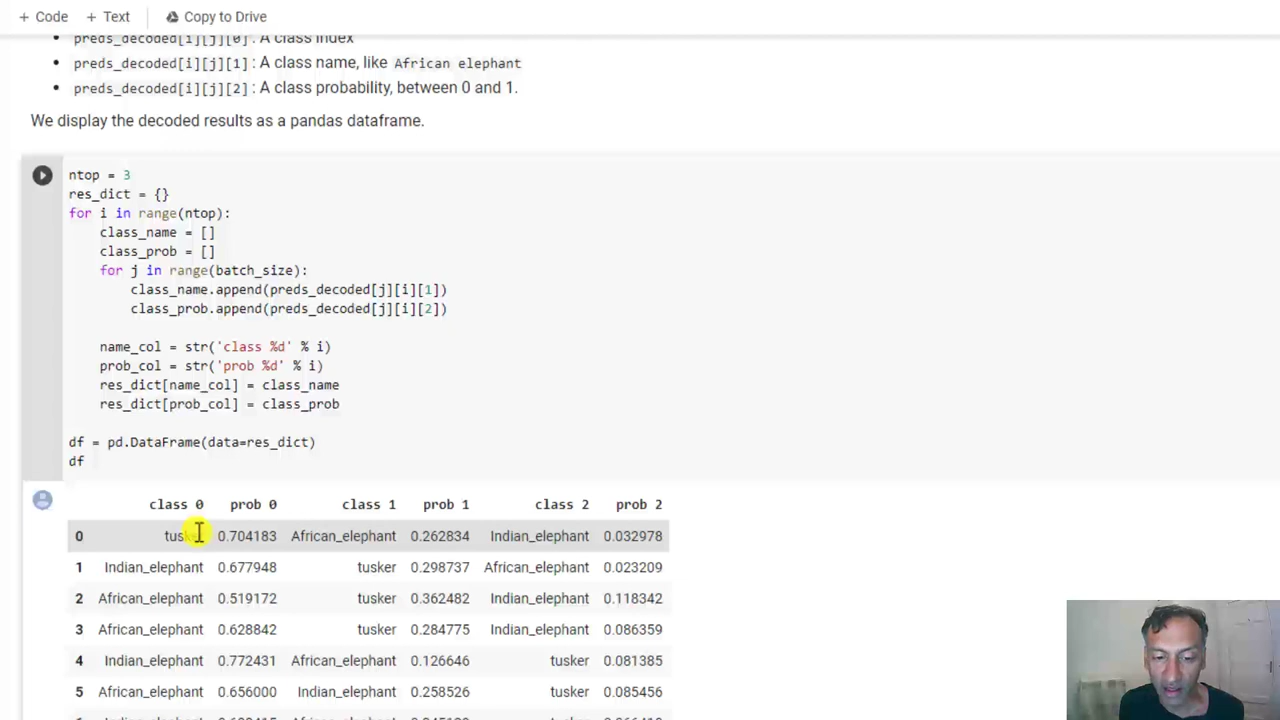 + Code + Text Copy to Drive
preds_decoded[i][j][0]: A class index
preds_decoded[i][j][1]: A class name, like African elephant
preds_decoded[i][j][2]: A class probability, between 0 and 1.
We display the decoded results as a pandas dataframe.
ntop = 3
res_dict = {}
for i in range(ntop):
class_name = []
class_prob = []
for j in range(batch_size):
class_name.append(preds_decoded[j][i][1])
class_prob.append(preds_decoded[j][i][2])
name_col = str('class %d' % i)
prob_col = str('prob %d' % i)
res_dict[name_col] = class_name
res_dict[prob_col] = class_prob
df = pd.DataFrame(data=res_dict)
df
class 0 prob 0 class 1 prob 1 class 2 prob 2
0 tusker 0.704183 African_elephant 0.262834 Indian_elephant 0.032978
1 Indian_elephant 0.677948 tusker 0.298737 African_elephant 0.023209
2 African_elephant 0.519172 tusker 0.362482 Indian_elephant 0.118342
3 African_elephant 0.628842 tusker 0.284775 Indian_elephant 0.086359
4 Indian_elephant 0.772431 African_elephant 0.126646 tusker 0.081385
5 African_elephant 0.656000 Indian_elephant 0.258526 tusker 0.085456